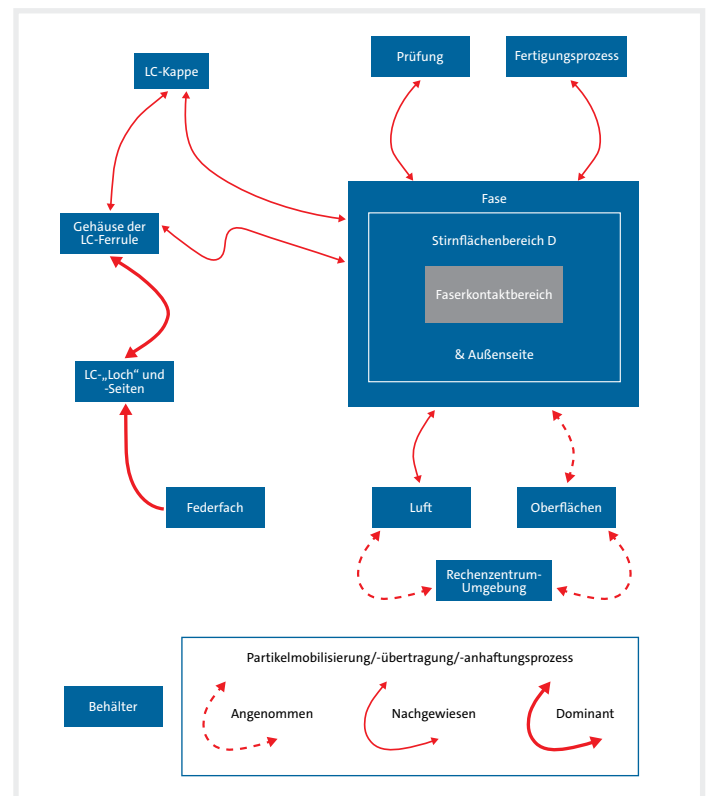 LC-Kappe
Prüfung
Fertigungsprozess
Gehäuse der
LC-Ferrule
Fase
Stirnflächenbereich D
Faserkontaktbereich
& Außenseite
LC-„Loch“ und
-Seiten
Federfach
Luft
Oberflächen
Rechenzentrum-
Umgebung
Behälter
Partikelmobilisierung/-übertragung/-anhaftungsprozess
Angenommen
Nachgewiesen
Dominant